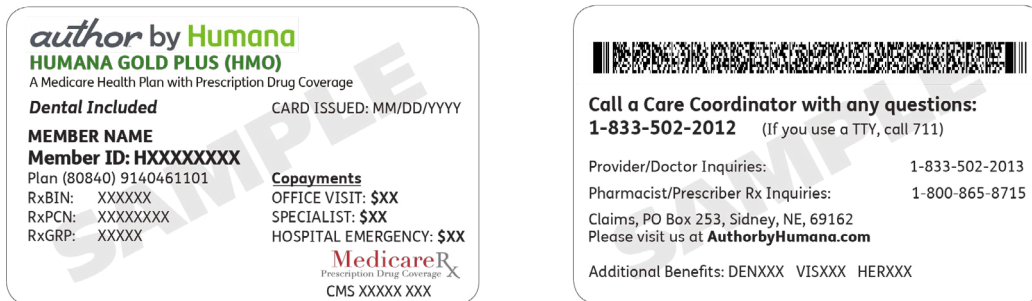 author by Humana
HUMANA GOLD PLUS (HMO)
A Medicare Health Plan with Prescription Drug Coverage
Dental Included CARD ISSUED: MM/DD/YYYY
MEMBER NAME
Member ID: HXXXXXXXX
Plan (80840) 9140461101
RxBIN: XXXXXX
RxPCN: XXXXXXXX
RxGRP: XXXXX
Copayments
OFFICE VISIT: $XX
SPECIALIST: $XX
HOSPITAL EMERGENCY: $XX
MedicareRx
Prescription Drug Coverage
CMS XXXXX XXX
SAMPLE
Call a Care Coordinator with any questions:
1-833-502-2012 (If you use a TTY, call 711)
Provider/Doctor Inquiries: 1-833-502-2013
Pharmacist/Prescriber Rx Inquiries: 1-800-865-8715
Claims, PO Box 253, Sidney, NE, 69162
Please visit us at AuthorbyHumana.com
Additional Benefits: DENXXX VISXXX HERXXX
SAMPLE